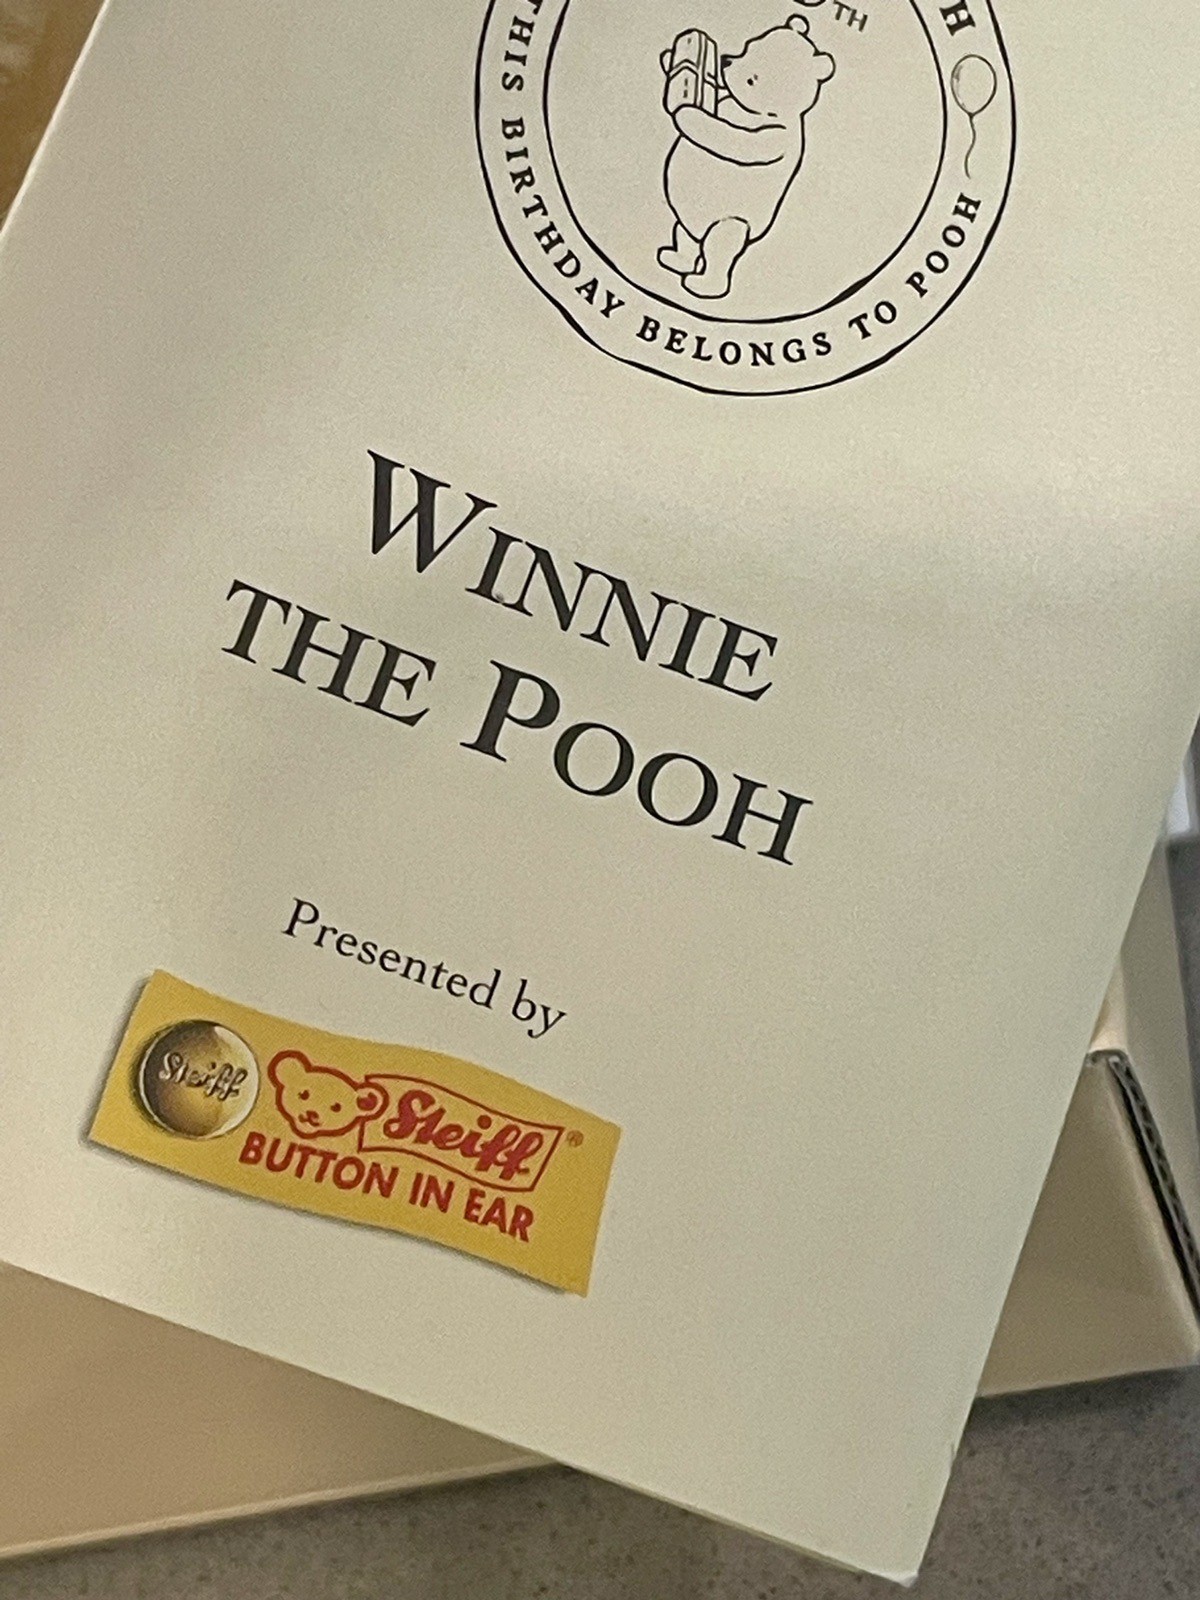 TH
THIS BIRTHDAY BELONGS TO POOH
WINNIE
THE POOH
Presented by
Steiff
Steiff®
BUTTON IN EAR